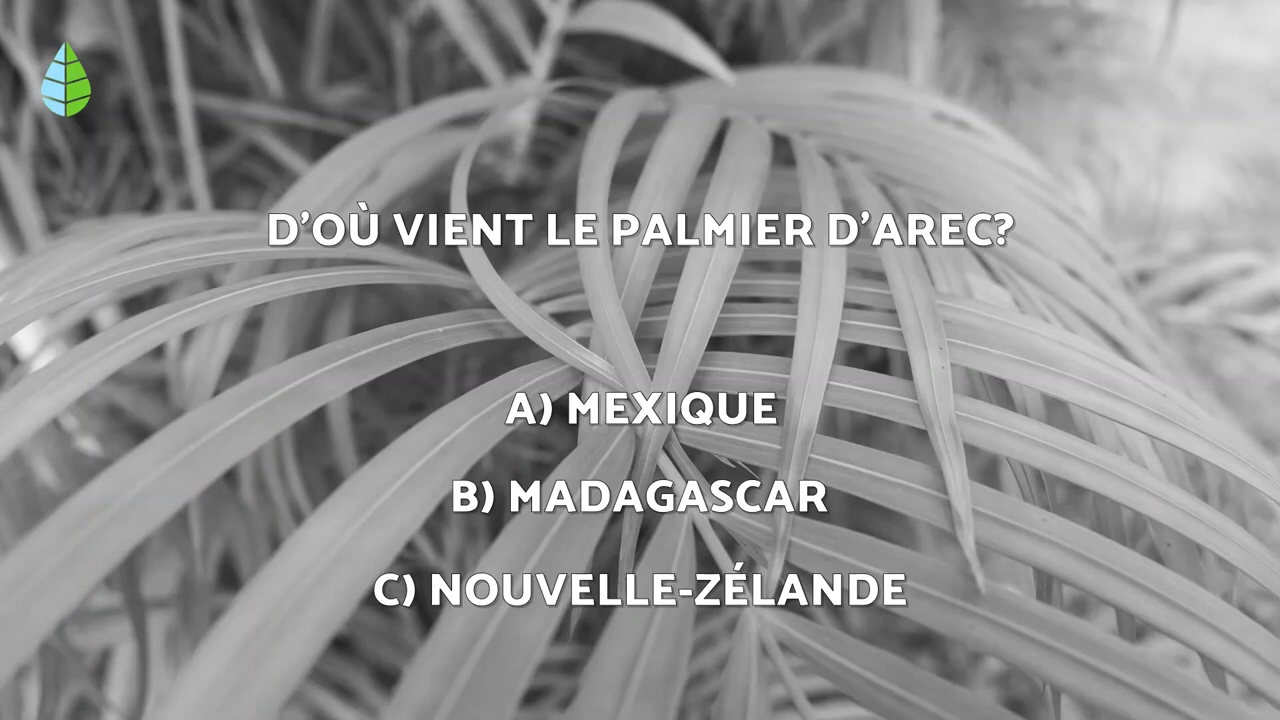 D'OÙ VIENT LE PALMIER D'AREC?
A) MEXIQUE
B) MADAGASCAR
C) NOUVELLE-ZÉLANDE